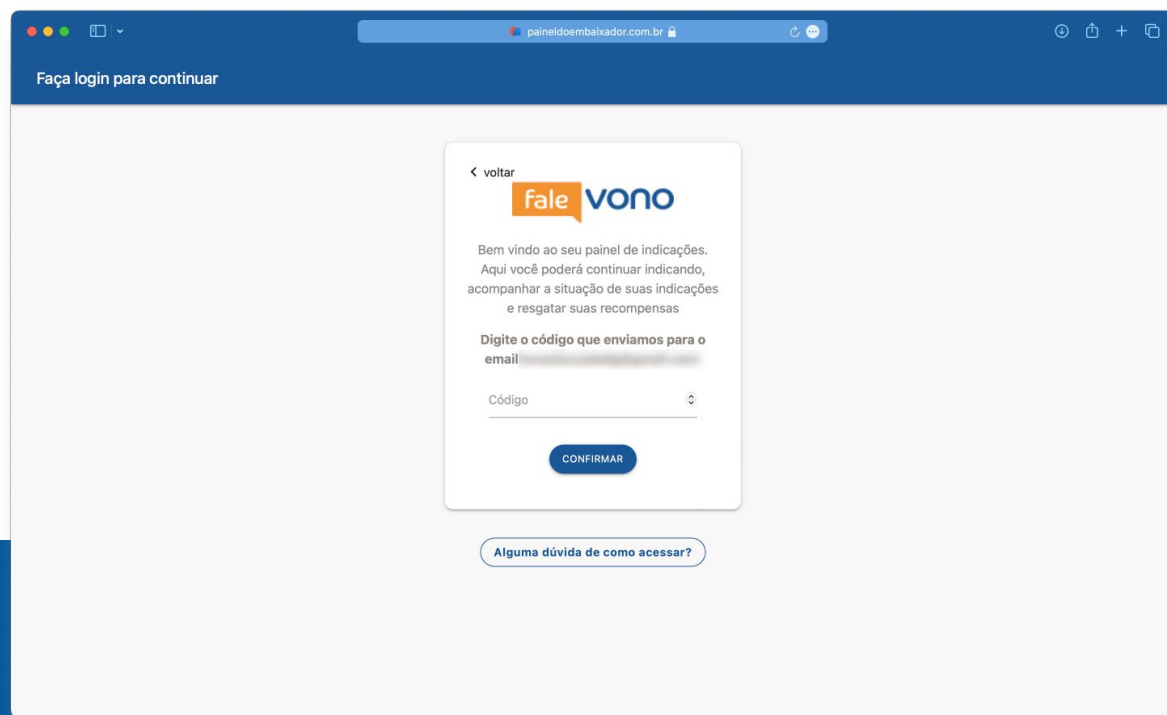 paineldoembaixador.com.br
Faça login para continuar
voltar
fale vono
Bem vindo ao seu painel de indicações.
Aqui você poderá continuar indicando,
acompanhar a situação de suas indicações
e resgatar suas recompensas
Digite o código que enviamos para o
email
Código
CONFIRMAR
Alguma dúvida de como acessar?